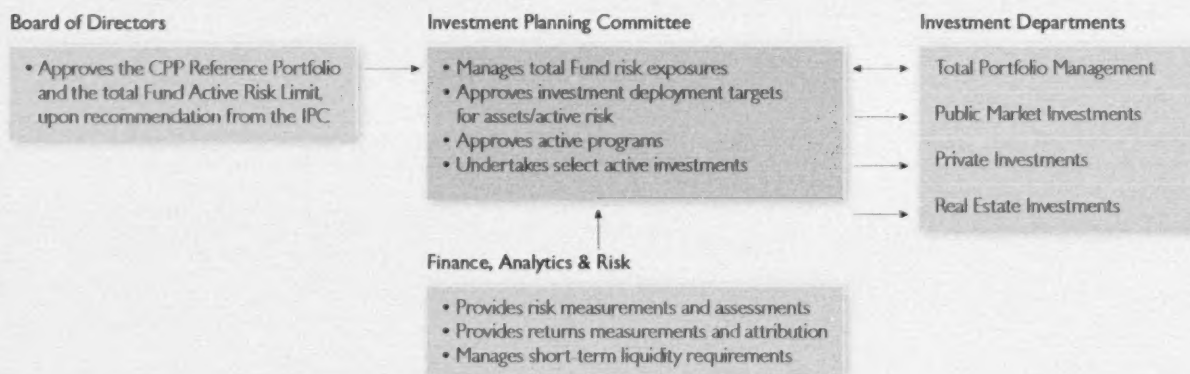 Board of Directors
• Approves the CPP Reference Portfolio
and the total Fund Active Risk Limit,
upon recommendation from the IPC
Investment Planning Committee
• Manages total Fund risk exposures
• Approves investment deployment targets
for assets/active risk
• Approves active programs
• Undertakes select active investments
Investment Departments
Total Portfolio Management
Public Market Investments
Private Investments
Real Estate Investments
Finance, Analytics & Risk
• Provides risk measurements and assessments
• Provides returns measurements and attribution
• Manages short-term liquidity requirements